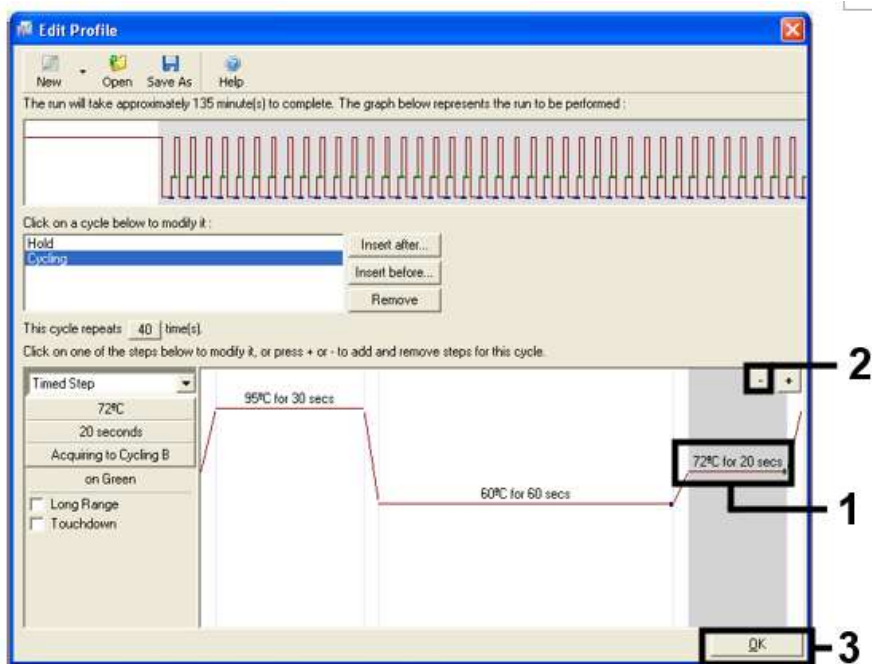 Edit Profile
New Open Save As Help
The run will take approximately 135 minute(s) to complete. The graph below represents the run to be performed :
Click on a cycle below to modify it :
Hold
Cycling
Insert after...
Insert before...
Remove
This cycle repeats 40 time(s).
Click on one of the steps below to modify it, or press + or - to add and remove steps for this cycle.
Timed Step
72ºC
20 seconds
Acquiring to Cycling B
on Green
Long Range
Touchdown
95ºC for 30 secs
60ºC for 60 secs
72ºC for 20 secs
- +
OK
2
1
3